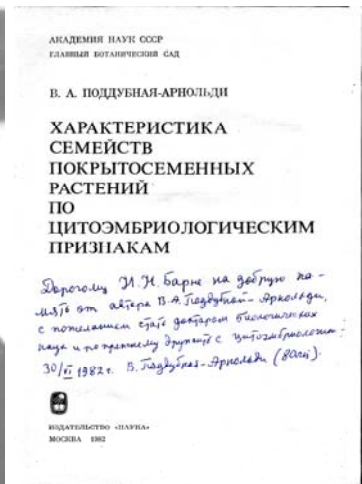 АКАДЕМИЯ НАУК СССР
ГЛАВНЫЙ БОТАНИЧЕСКИЙ САД
В. А. ПОДДУБНАЯ-АРНОЛЬДИ
ХАРАКТЕРИСТИКА
СЕМЕЙСТВ
ПОКРЫТОСЕМЕННЫХ
РАСТЕНИЙ
ПО
ЦИТОЭМБРИОЛОГИЧЕСКИМ
ПРИЗНАКАМ
Дорогому И. Н. Барне на добрую па-
мять от автора В. А. Поддубной-Арнольди,
с пожеланием стать доктором биологических
наук и по прежнему дружить с цитоэмбриологией.
30/VI 1982 г. В. Поддубная-Арнольди
ИЗДАТЕЛЬСТВО «НАУКА»
МОСКВА 1982